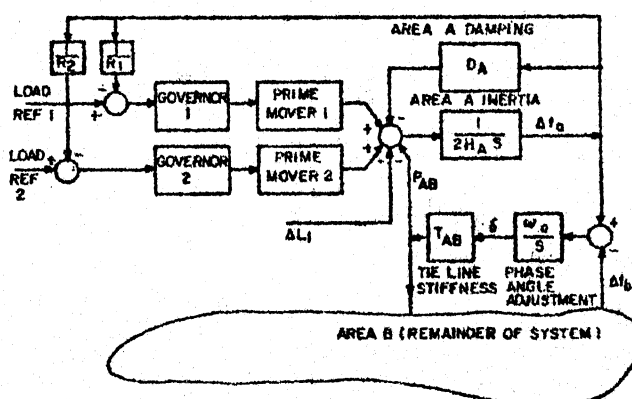 AREA A DAMPING
1/R2
1/R1
D_A
LOAD
REF 1
GOVERNOR
1
PRIME
MOVER 1
AREA A INERTIA
1
2H_A S
Δf_a
LOAD
REF
2
GOVERNOR
2
PRIME
MOVER 2
P_AB
ΔL_1
T_AB
δ
ω_o
S
TIE LINE
STIFFNESS
PHASE
ANGLE
ADJUSTMENT
Δf_b
AREA B (REMAINDER OF SYSTEM)